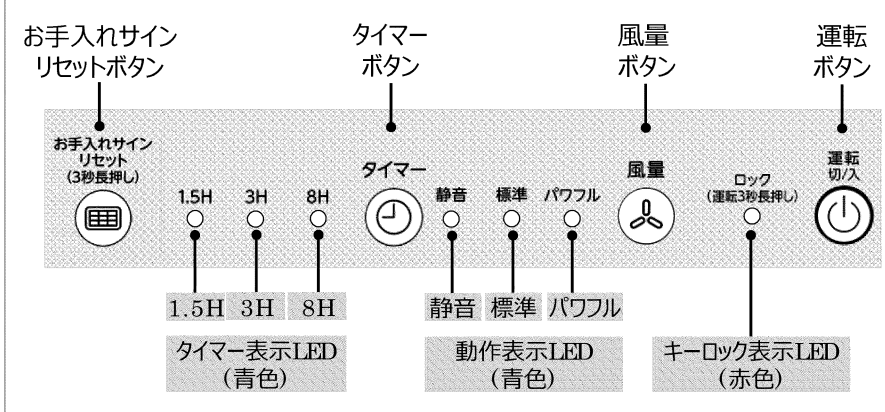 お手入れサイン
リセットボタン
タイマー
ボタン
風量
ボタン
運転
ボタン
お手入れサイン
リセット
(3秒長押し)
1.5H
3H
8H
タイマー
静音
標準
パワフル
風量
ロック
(運転3秒長押し)
運転
切/入
1.5H
3H
8H
静音
標準
パワフル
タイマー表示LED
(青色)
動作表示LED
(青色)
キーロック表示LED
(赤色)